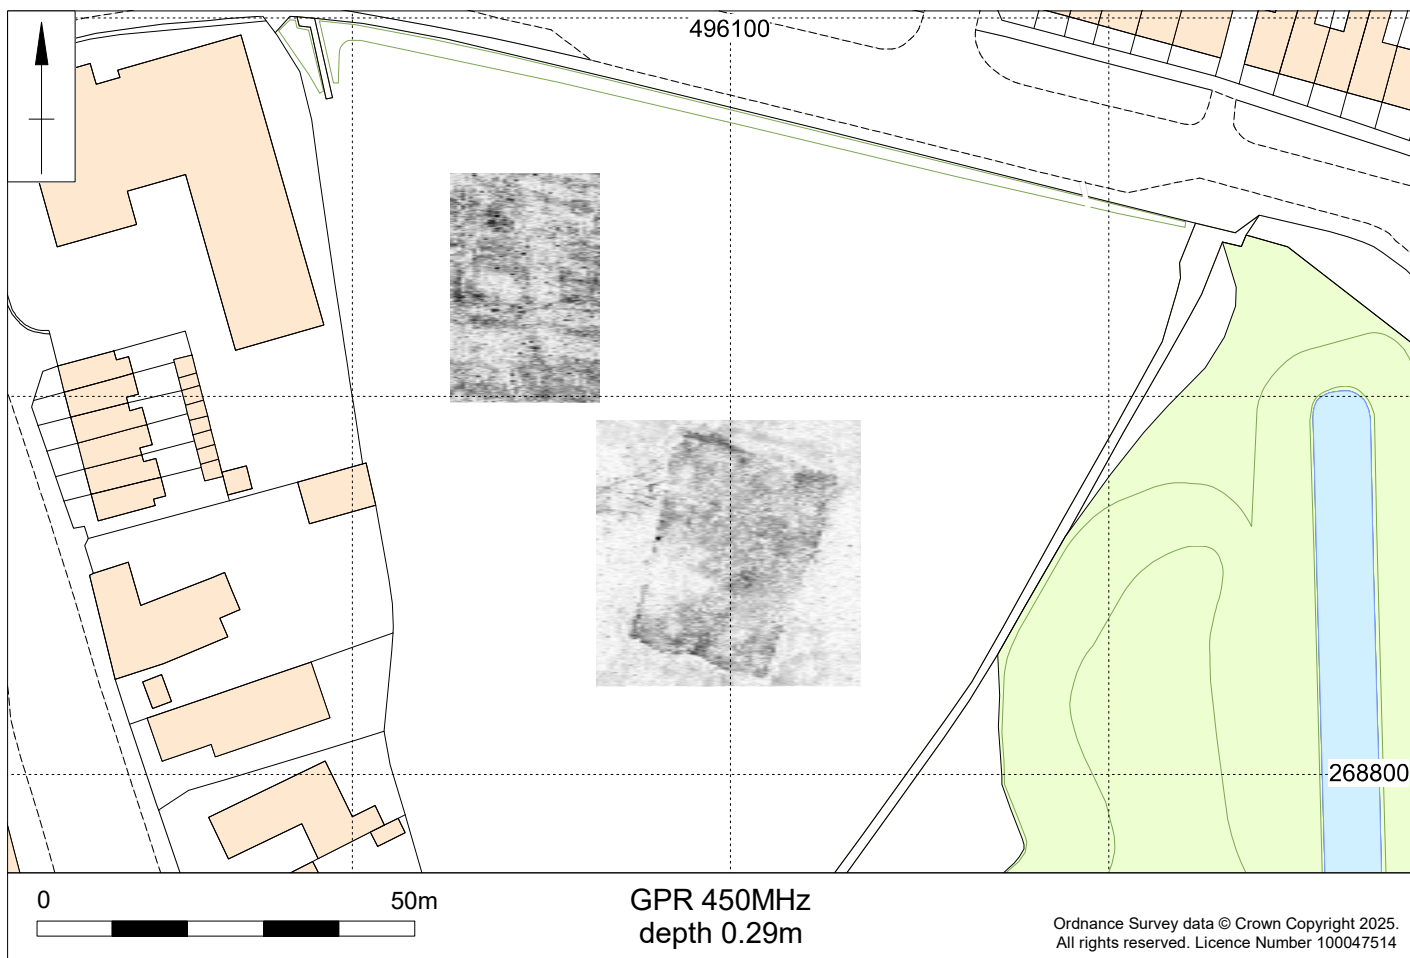 496100
268800
0 50m
GPR 450MHz
depth 0.29m
Ordnance Survey data © Crown Copyright 2025.
All rights reserved. Licence Number 100047514